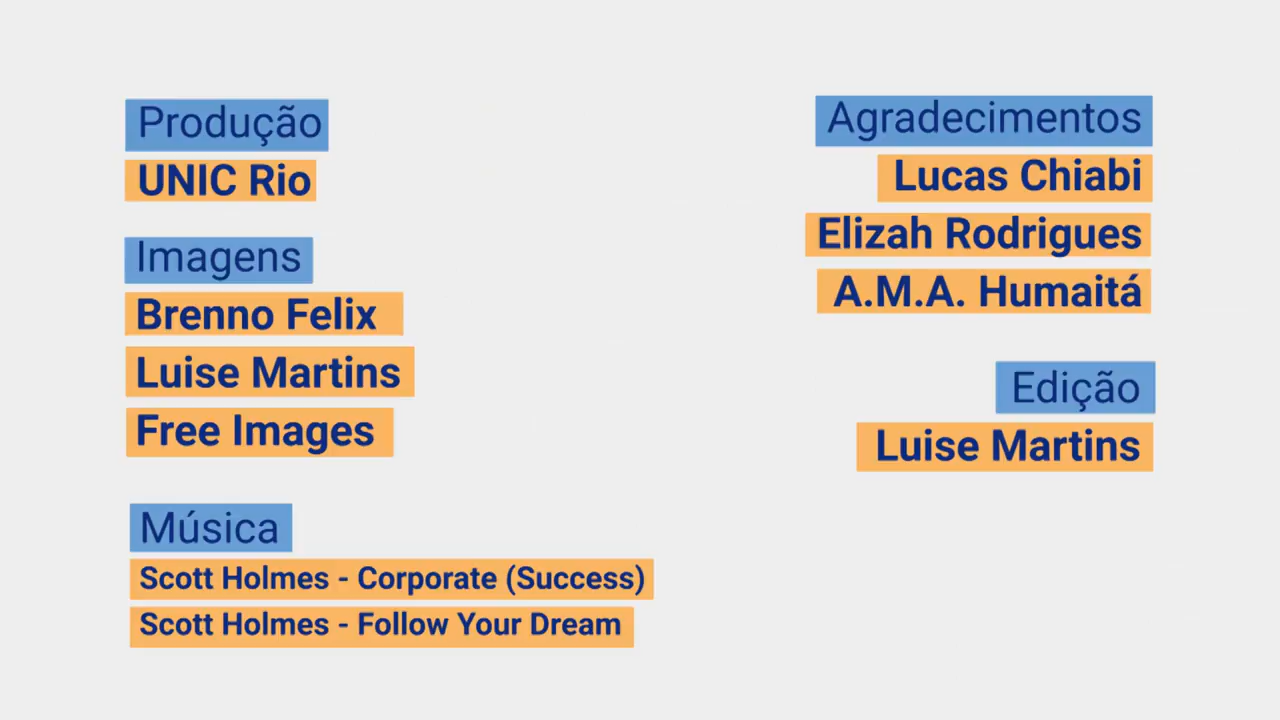 Produção
UNIC Rio
Imagens
Brenno Felix
Luise Martins
Free Images
Música
Scott Holmes - Corporate (Success)
Scott Holmes - Follow Your Dream
Agradecimentos
Lucas Chiabi
Elizah Rodrigues
A.M.A. Humaitá
Edição
Luise Martins